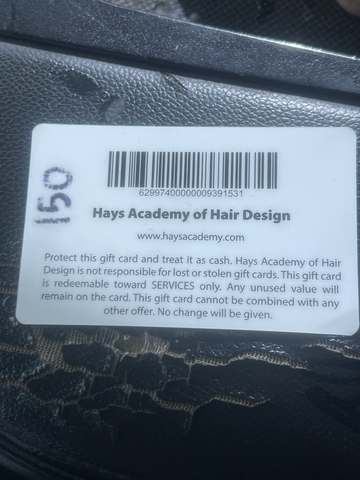 150
62997400000009391531
Hays Academy of Hair Design
www.haysacademy.com
Protect this gift card and treat it as cash. Hays Academy of Hair
Design is not responsible for lost or stolen gift cards. This gift card
is redeemable toward SERVICES only. Any unused value will
remain on the card. This gift card cannot be combined with any
other offer. No change will be given.